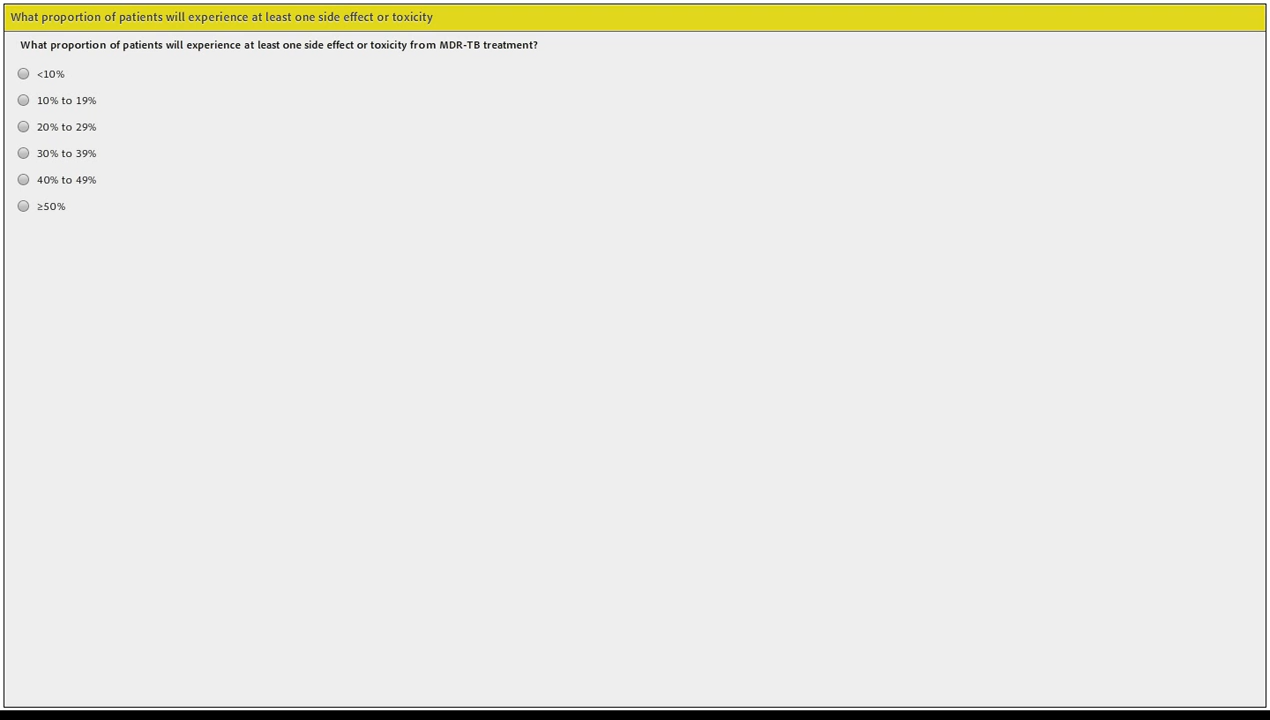 What proportion of patients will experience at least one side effect or toxicity
What proportion of patients will experience at least one side effect or toxicity from MDR-TB treatment?
<10%
10% to 19%
20% to 29%
30% to 39%
40% to 49%
≥50%